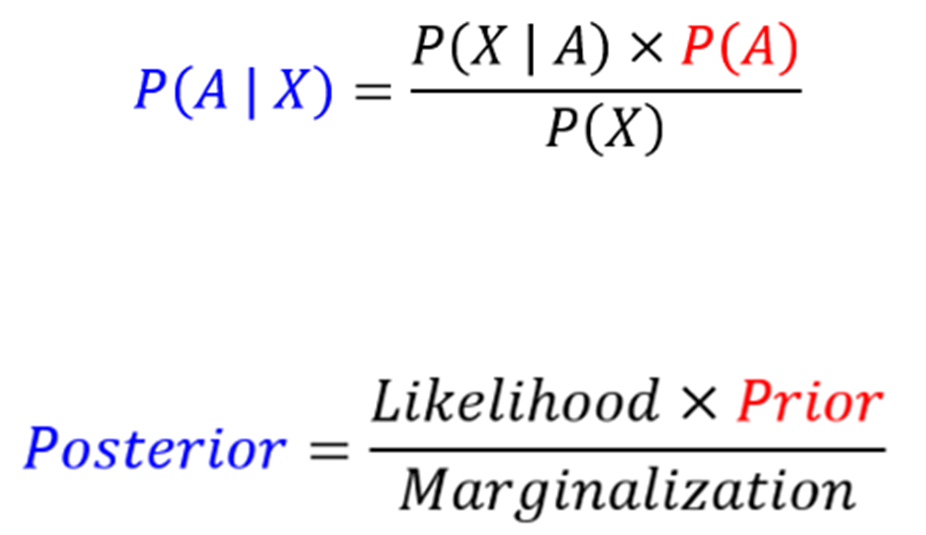 P(A | X) = P(X | A) × P(A)
P(X)
Posterior = Likelihood × Prior
Marginalization